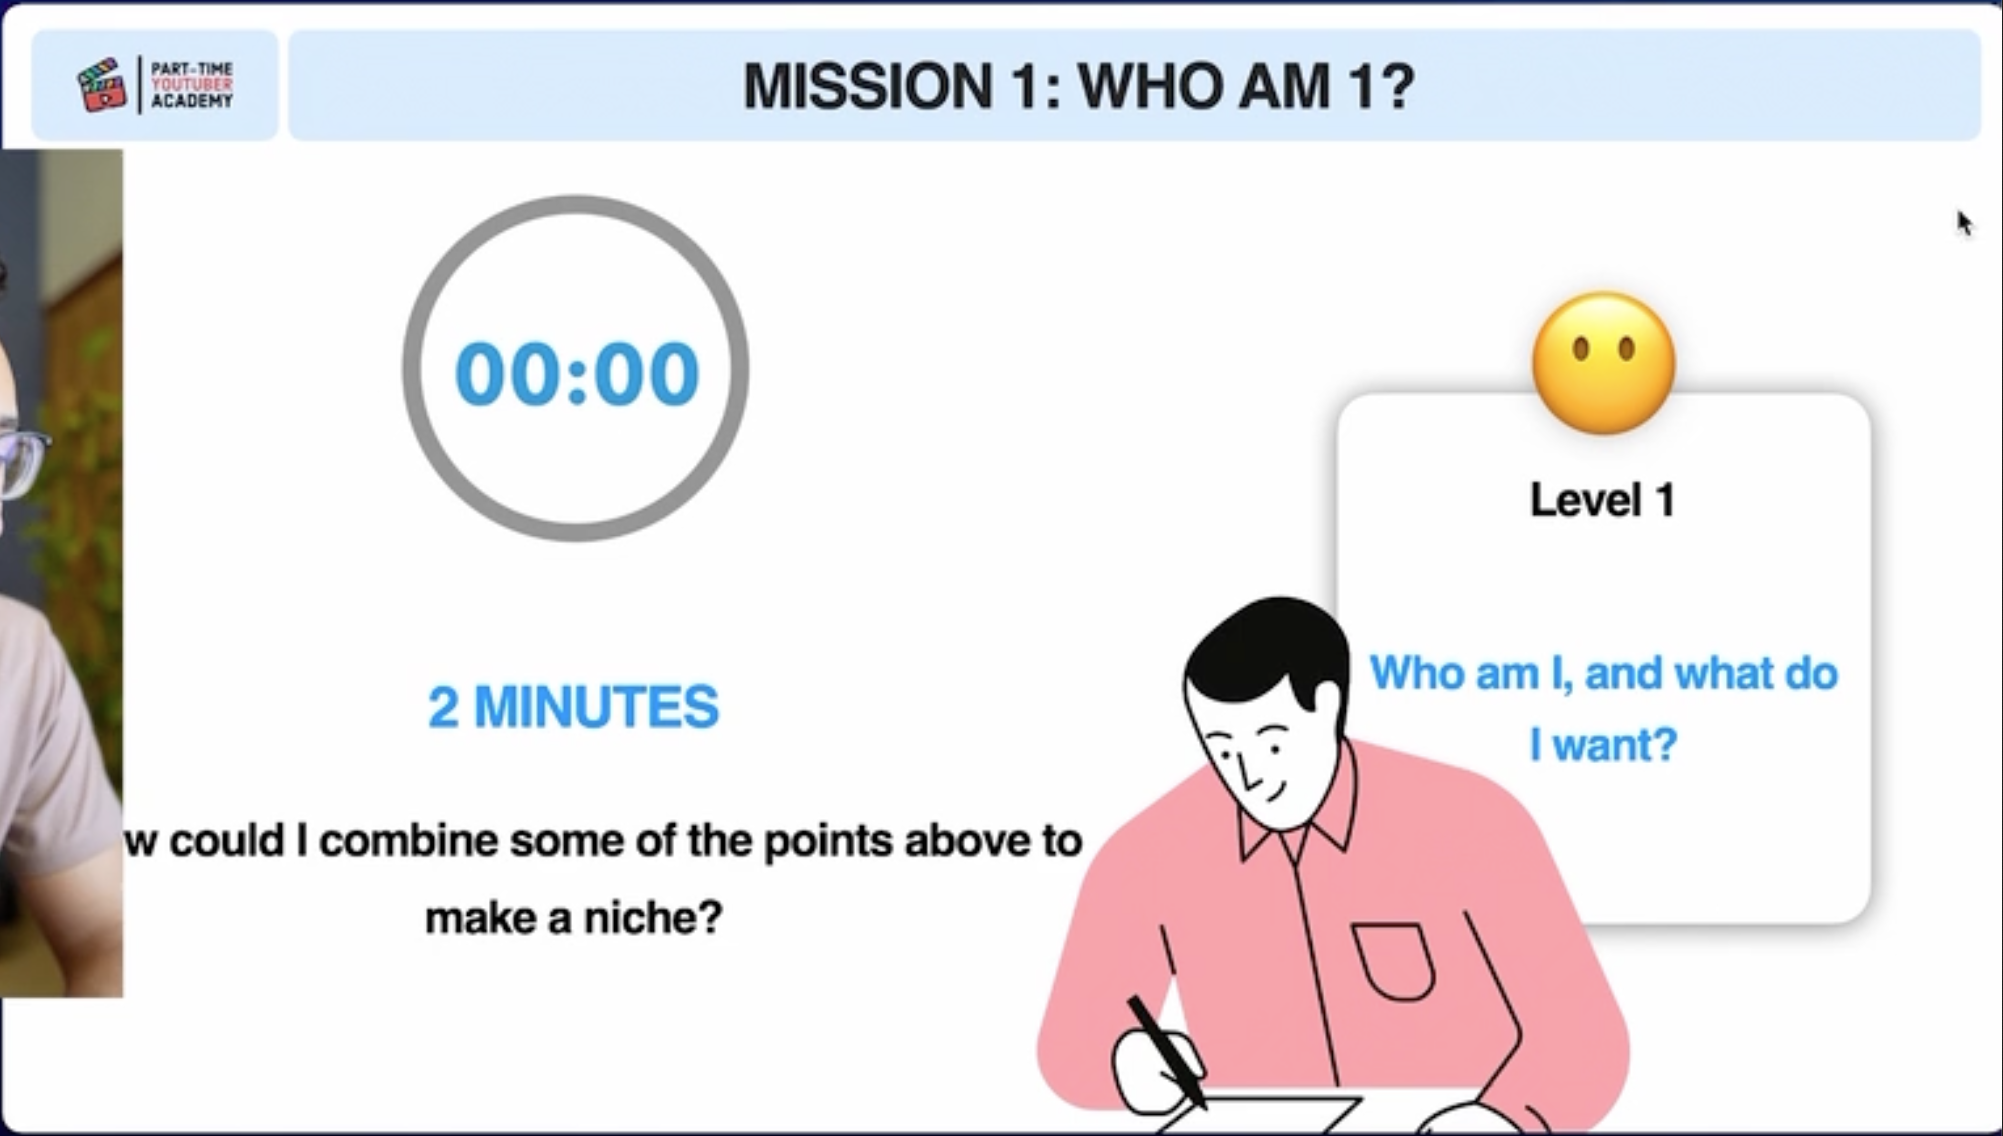 PART-TIME
YOUTUBER
ACADEMY
MISSION 1: WHO AM 1?
00:00
2 MINUTES
w could I combine some of the points above to
make a niche?
Level 1
Who am I, and what do
I want?